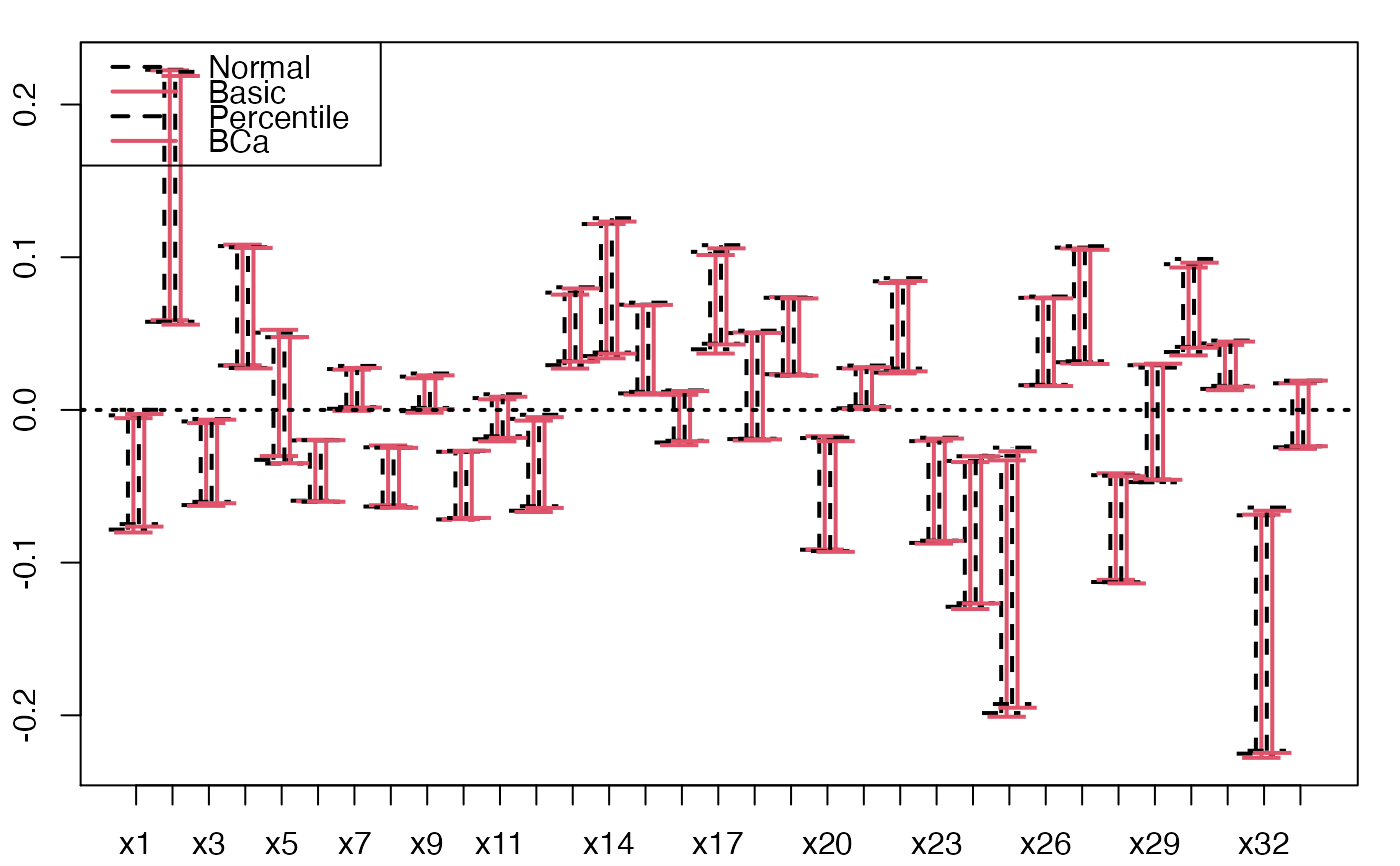 Normal
Basic
Percentile
BCa
0.2
0.1
0.0
-0.1
-0.2
x1 x3 x5 x7 x9 x11 x14 x17 x20 x23 x26 x29 x32